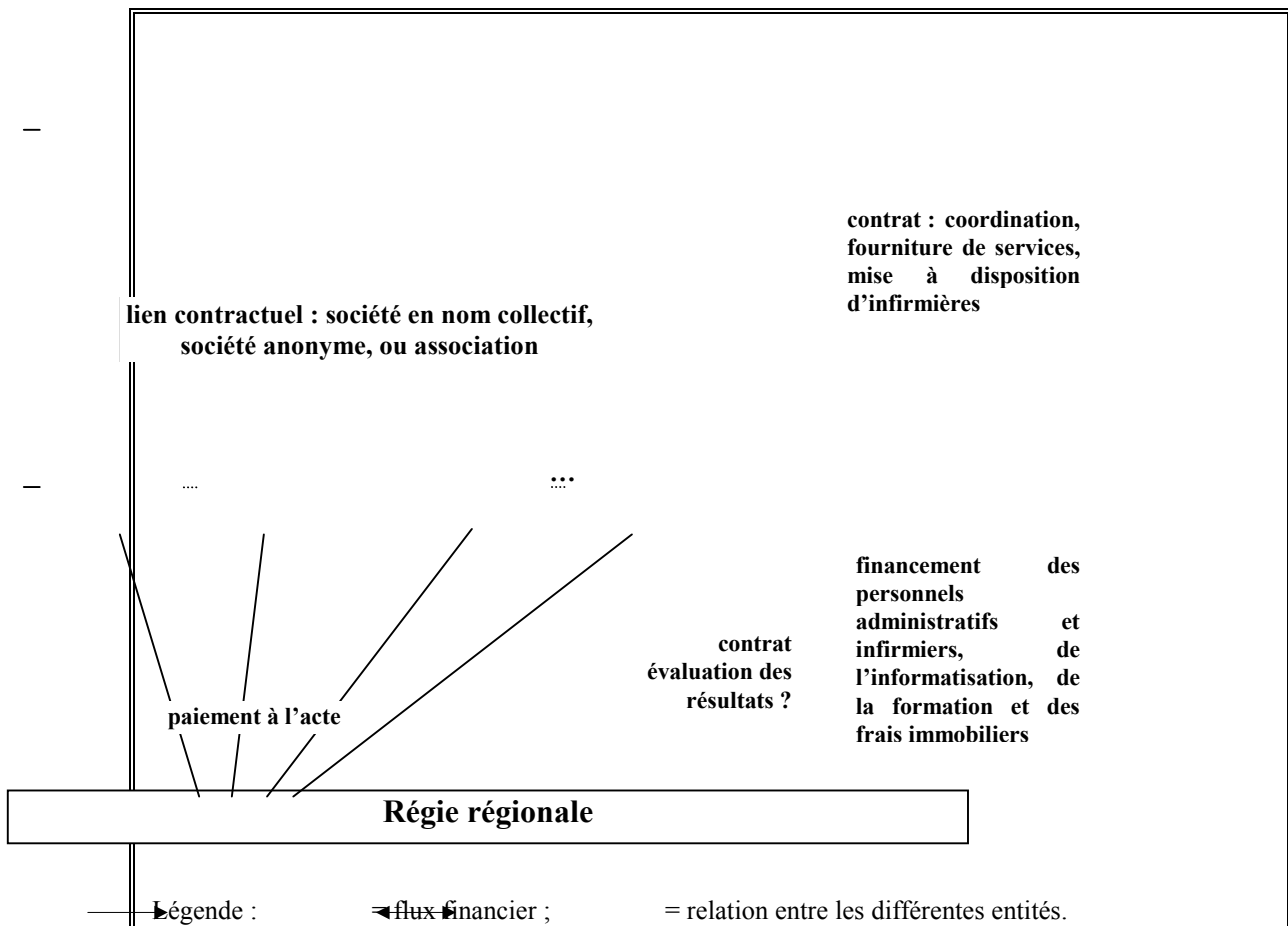 contrat : coordination,
fourniture de services,
mise à disposition
d’infirmières
lien contractuel : société en nom collectif,
société anonyme, ou association
....
...
....
financement des
personnels
administratifs et
infirmiers, de
l’informatisation, de
la formation et des
frais immobiliers
contrat
évaluation des
résultats ?
paiement à l’acte
Régie régionale
Légende : = flux financier ; = relation entre les différentes entités.